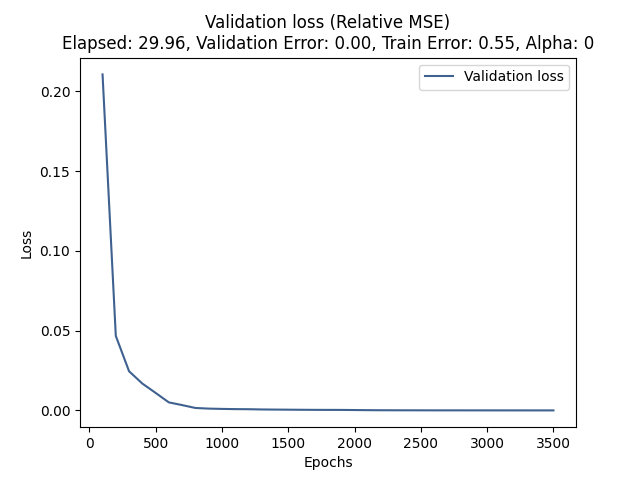 Validation loss (Relative MSE)
Elapsed: 29.96, Validation Error: 0.00, Train Error: 0.55, Alpha: 0
Validation loss
0.20
0.15
0.10
0.05
0.00
Loss
0 500 1000 1500 2000 2500 3000 3500
Epochs